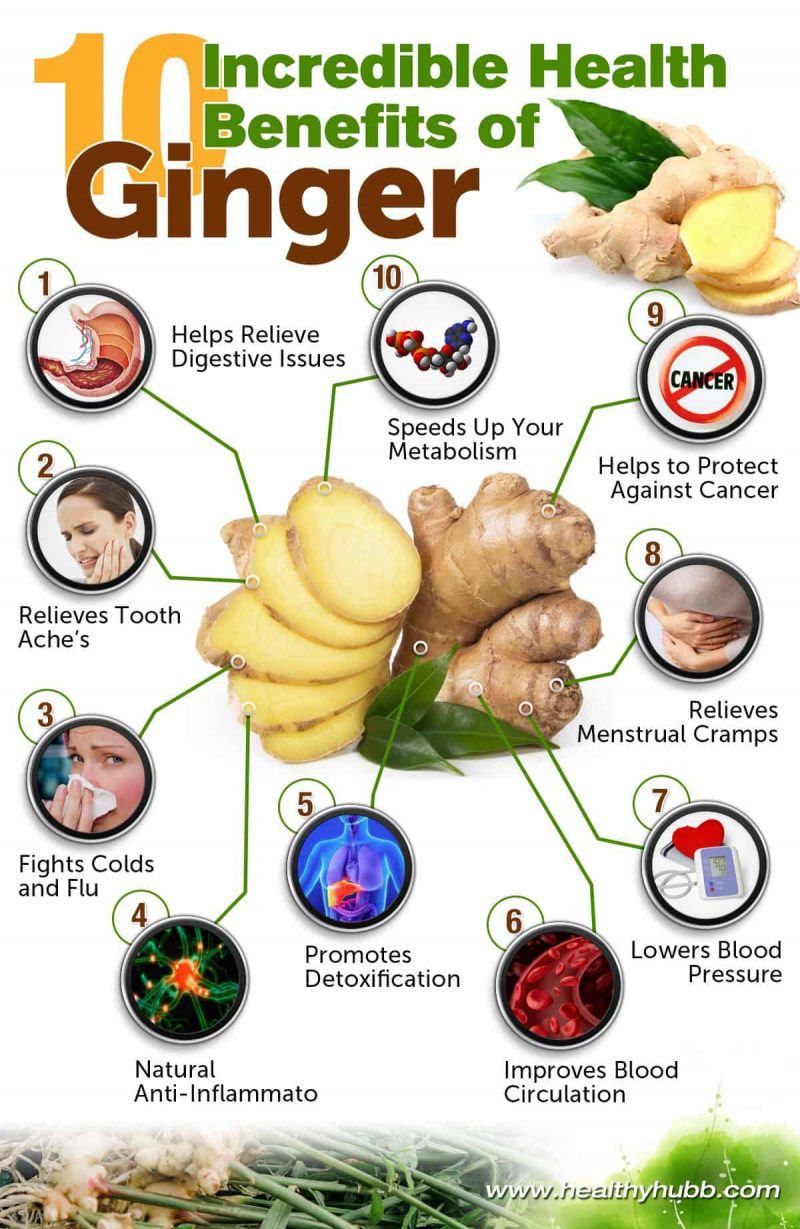 10 Incredible Health
Benefits of
Ginger
1
Helps Relieve
Digestive Issues
2
Relieves Tooth
Ache's
3
Fights Colds
and Flu
4
Natural
Anti-Inflammato
5
Promotes
Detoxification
6
Improves Blood
Circulation
7
Lowers Blood
Pressure
8
Relieves
Menstrual Cramps
9
CANCER
Helps to Protect
Against Cancer
10
Speeds Up Your
Metabolism
www.healthyhubb.com